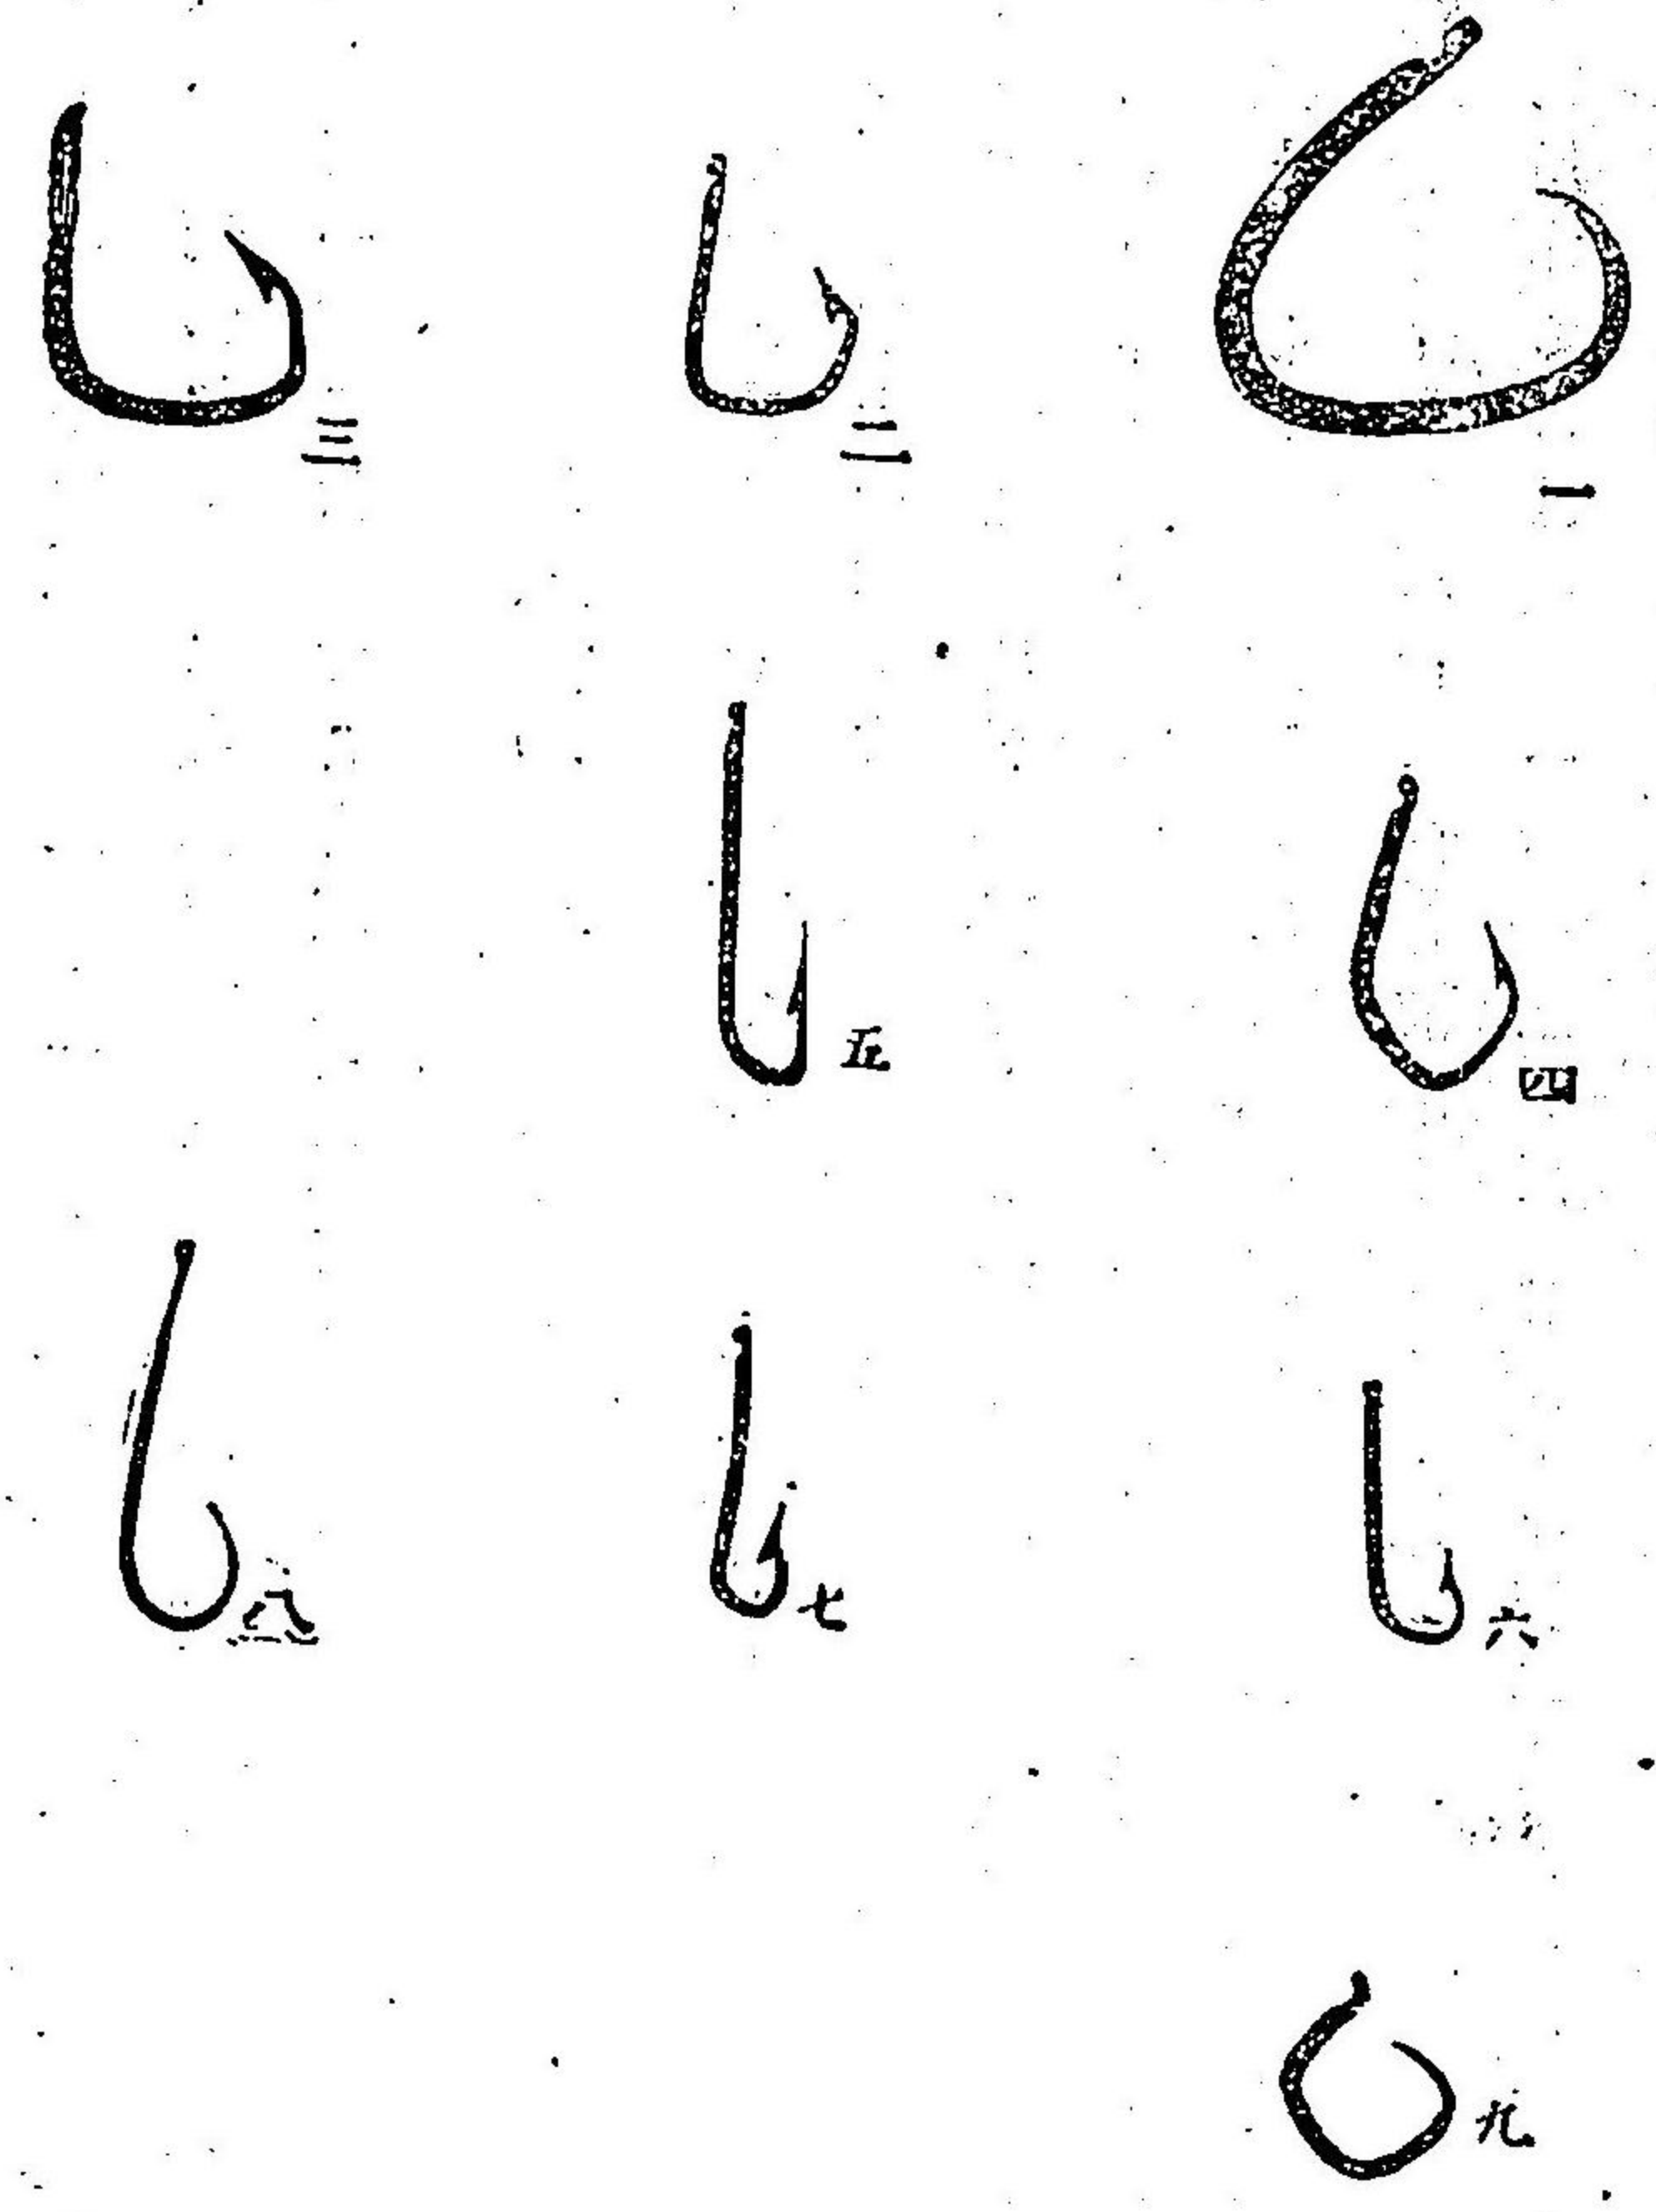 一
二
三
四
五
六
七
八
九